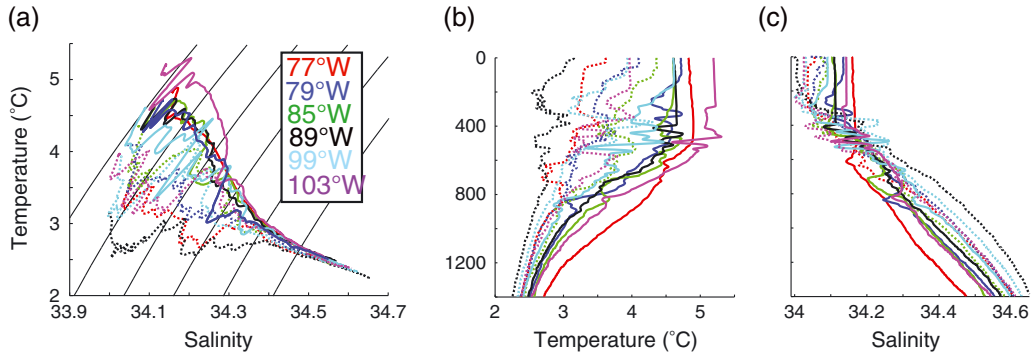 (a)
(b)
(c)
Temperature (°C)
5
4
3
2
33.9
34.1
34.3
34.5
34.7
Salinity
77°W
79°W
85°W
89°W
99°W
103°W
0
400
800
1200
2
3
4
5
Temperature (°C)
34
34.2
34.4
34.6
Salinity